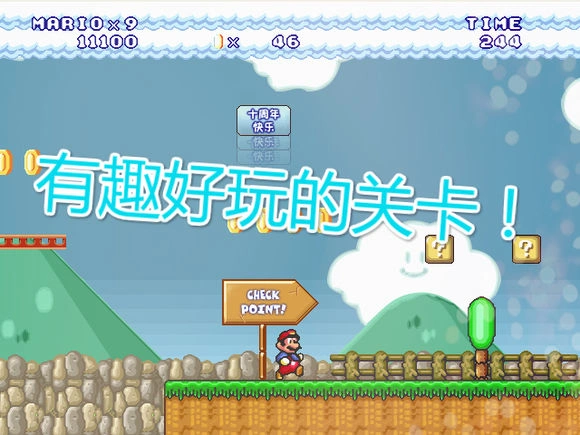 MARIO x 9
TIME
11100
x 46
244
十周年
快乐
有趣好玩的关卡！
?
?
CHECK
POINT!